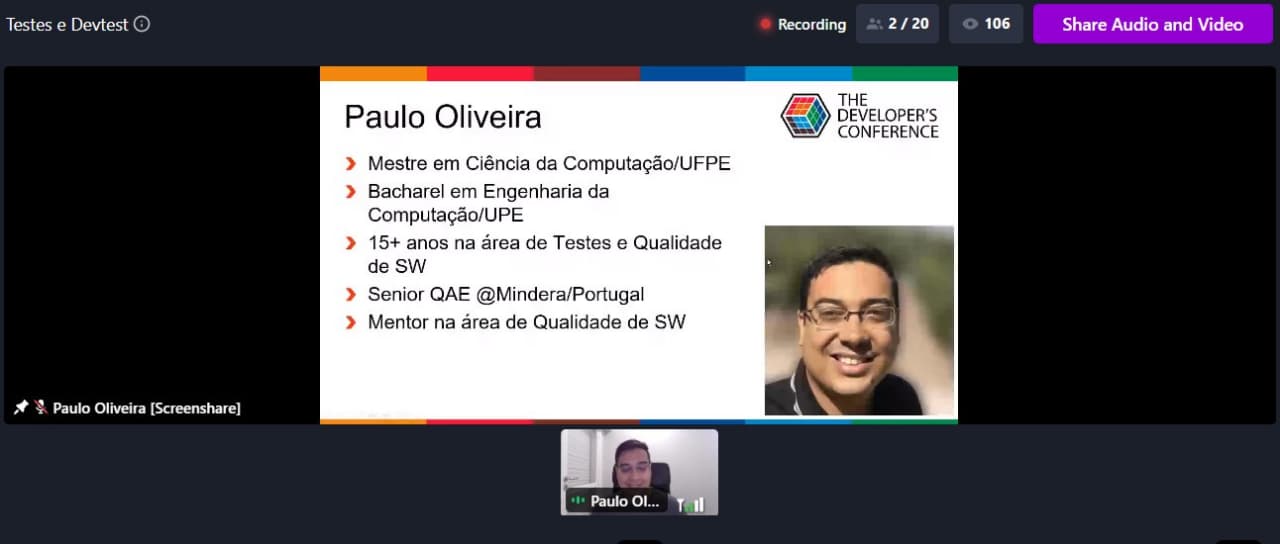 Testes e Devtest
Recording
2 / 20
106
Share Audio and Video
Paulo Oliveira
THE
DEVELOPER'S
CONFERENCE
Mestre em Ciência da Computação/UFPE
Bacharel em Engenharia da
Computação/UPE
15+ anos na área de Testes e Qualidade
de SW
Senior QAE @Mindera/Portugal
Mentor na área de Qualidade de SW
Paulo Oliveira [Screenshare]
Paulo Ol...